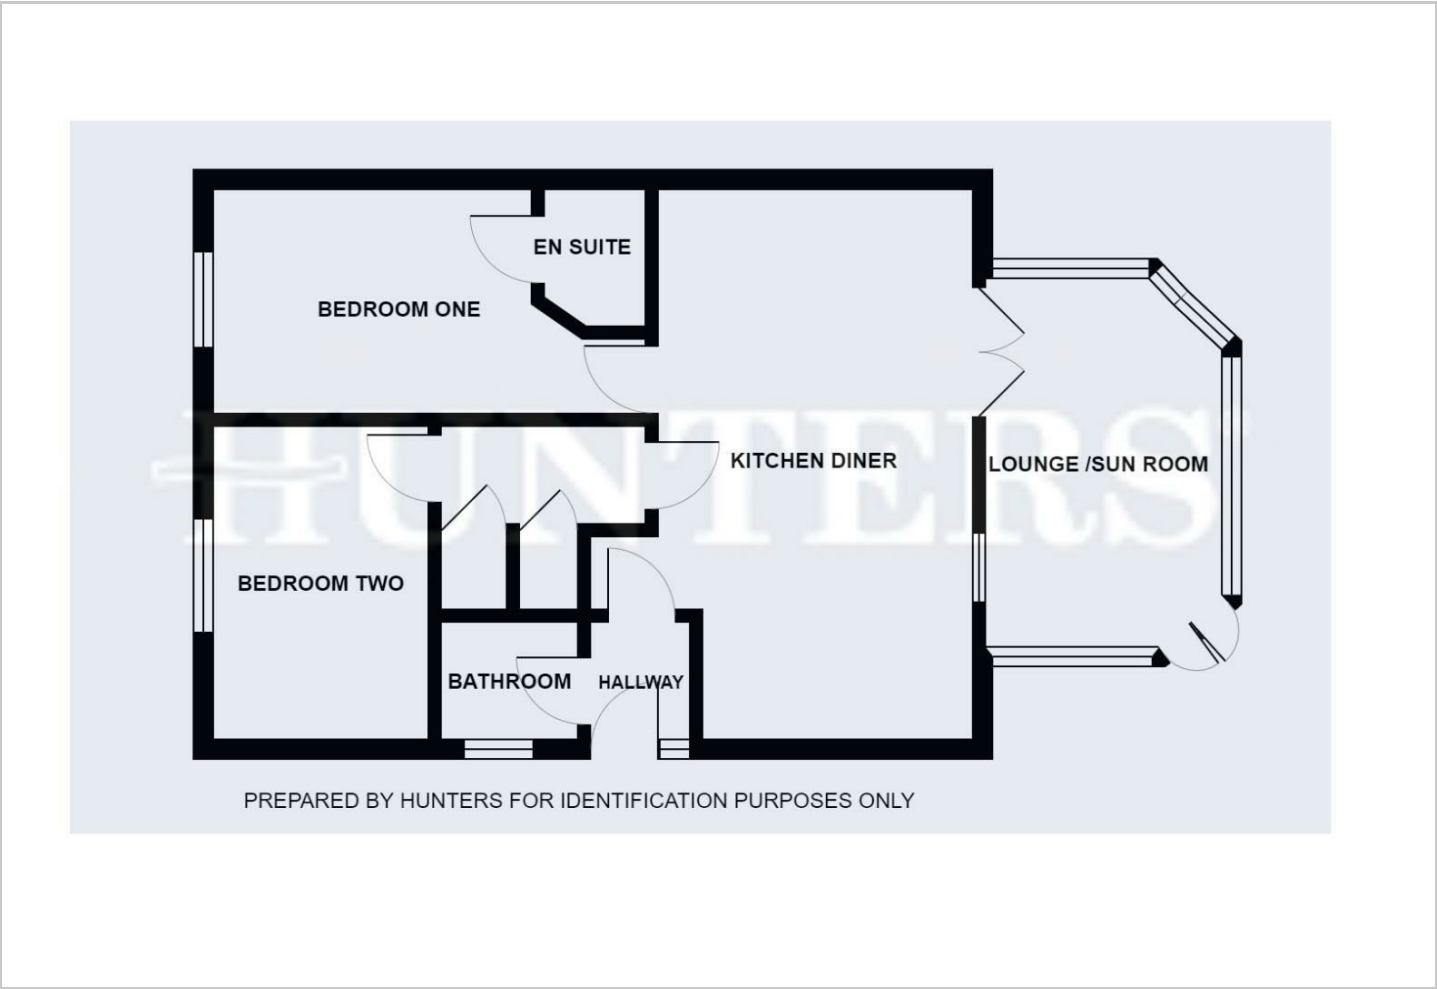 EN SUITE
BEDROOM ONE
HUNTERS
KITCHEN DINER
LOUNGE /SUN ROOM
BEDROOM TWO
BATHROOM
HALLWAY
PREPARED BY HUNTERS FOR IDENTIFICATION PURPOSES ONLY